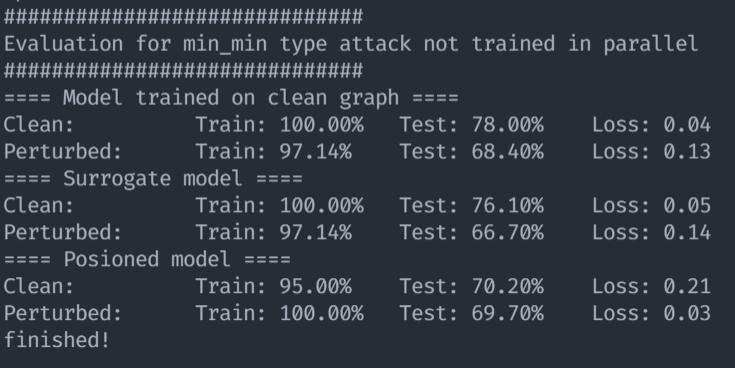 ##############################
Evaluation for min_min type attack not trained in parallel
##############################
==== Model trained on clean graph ====
Clean: Train: 100.00% Test: 78.00% Loss: 0.04
Perturbed: Train: 97.14% Test: 68.40% Loss: 0.13
==== Surrogate model ====
Clean: Train: 100.00% Test: 76.10% Loss: 0.05
Perturbed: Train: 97.14% Test: 66.70% Loss: 0.14
==== Posioned model ====
Clean: Train: 95.00% Test: 70.20% Loss: 0.21
Perturbed: Train: 100.00% Test: 69.70% Loss: 0.03
finished!